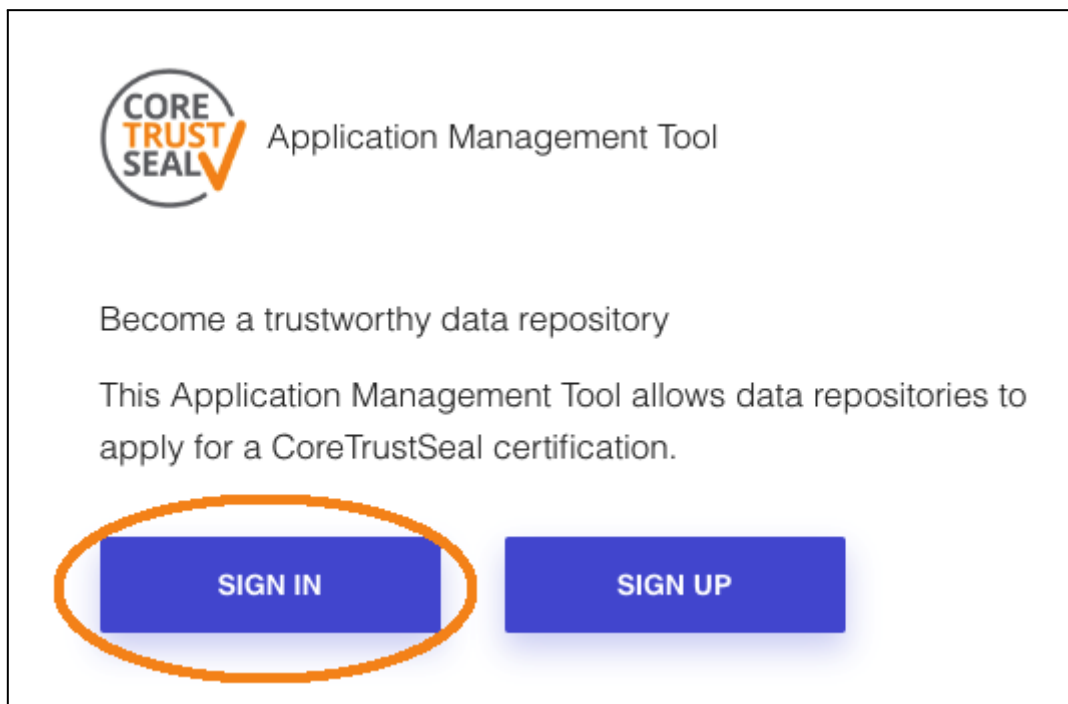 CORE
TRUST
SEAL
Application Management Tool
Become a trustworthy data repository
This Application Management Tool allows data repositories to
apply for a CoreTrustSeal certification.
SIGN IN
SIGN UP